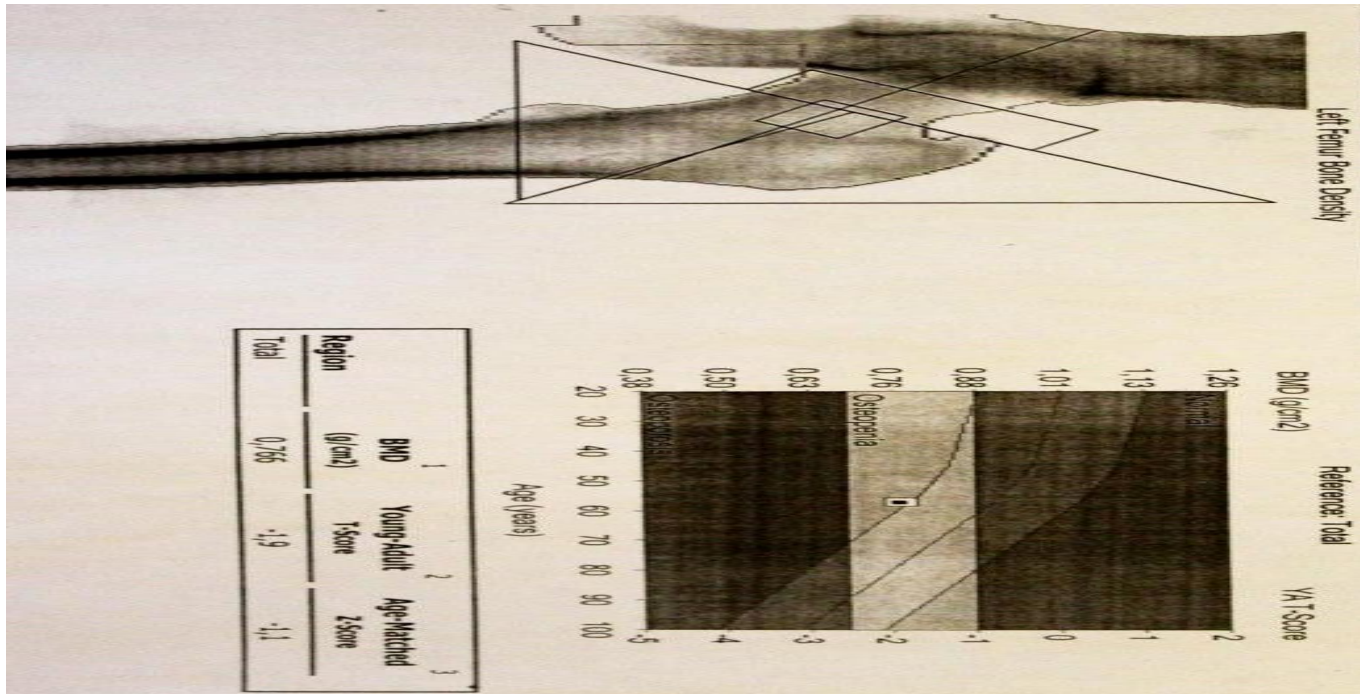 Left Femur Bone Density
Reference: Total
BMD (g/cm2) YA T-Score
1,26 2
Normal
1,13 1
1,01 0
0,88 -1
Osteopenia
0,76 -2
0,63 -3
0,50 -4
Osteoporosis
0,38 -5
20 30 40 50 60 70 80 90 100
Age (years)
1 2 3
BMD Young-Adult Age-Matched
Region (g/cm2) T-Score Z-Score
Total 0,766 -1,9 -1,1